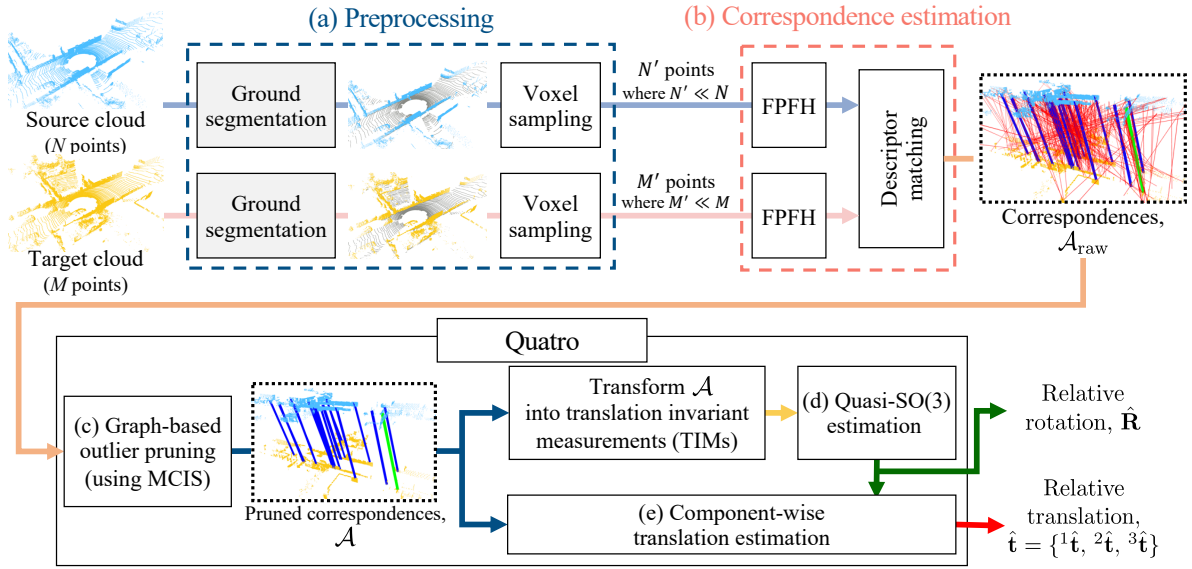 (a) Preprocessing
(b) Correspondence estimation
Source cloud
(N points)
Ground
segmentation
Voxel
sampling
N′ points
where N′ ≪ N
FPFH
Target cloud
(M points)
Ground
segmentation
Voxel
sampling
M′ points
where M′ ≪ M
FPFH
Descriptor
matching
Correspondences,
𝒜raw
Quatro
(c) Graph-based
outlier pruning
(using MCIS)
Pruned correspondences,
𝒜
Transform 𝒜
into translation invariant
measurements (TIMs)
(d) Quasi-SO(3)
estimation
(e) Component-wise
translation estimation
Relative
rotation, R̂
Relative
translation,
t̂ = {¹t̂, ²t̂, ³t̂}